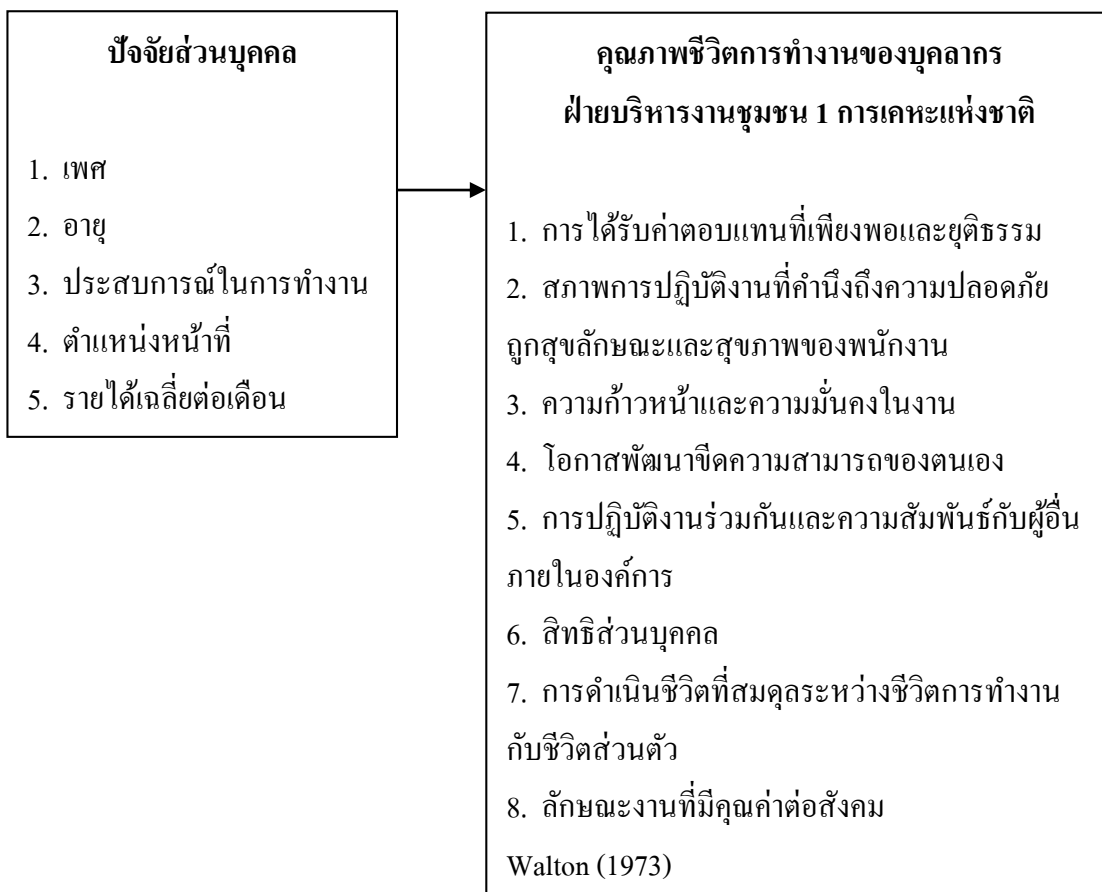 ปัจจัยส่วนบุคคล
1. เพศ
2. อายุ
3. ประสบการณ์ในการทำงาน
4. ตำแหน่งหน้าที่
5. รายได้เฉลี่ยต่อเดือน
คุณภาพชีวิตการทำงานของบุคลากร
ฝ่ายบริหารงานชุมชน 1 การเคหะแห่งชาติ
1. การได้รับค่าตอบแทนที่เพียงพอและยุติธรรม
2. สภาพการปฏิบัติงานที่คำนึงถึงความปลอดภัย
ถูกสุขลักษณะและสุขภาพของพนักงาน
3. ความก้าวหน้าและความมั่นคงในงาน
4. โอกาสพัฒนาขีดความสามารถของตนเอง
5. การปฏิบัติงานร่วมกันและความสัมพันธ์กับผู้อื่น
ภายในองค์การ
6. สิทธิส่วนบุคคล
7. การดำเนินชีวิตที่สมดุลระหว่างชีวิตการทำงาน
กับชีวิตส่วนตัว
8. ลักษณะงานที่มีคุณค่าต่อสังคม
Walton (1973)